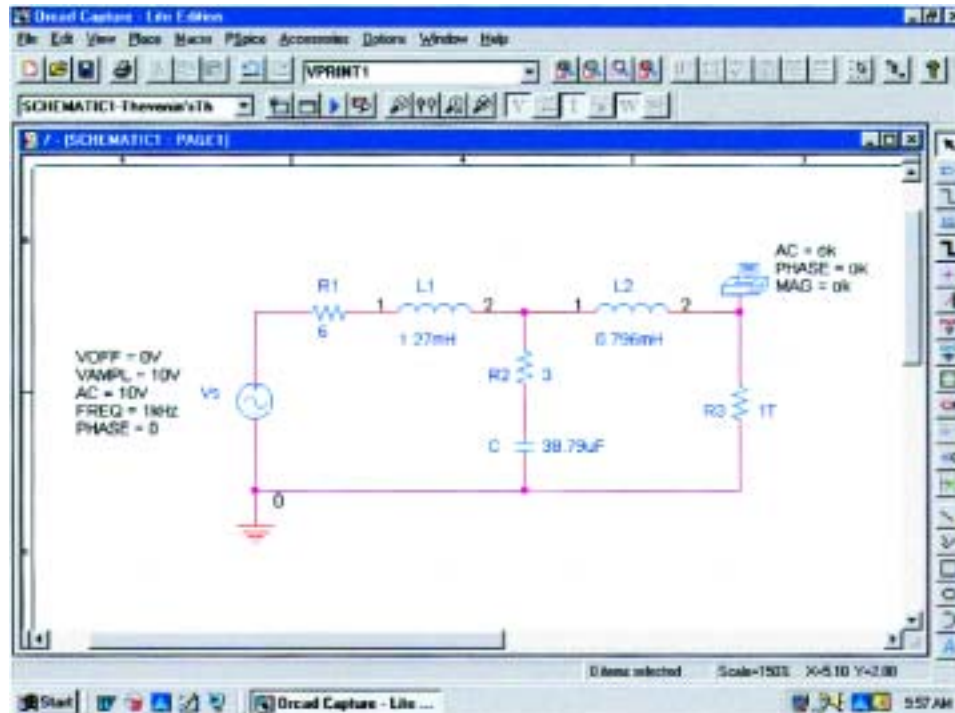 Orcad Capture - Lite Edition
File Edit View Place Macro PSpice Accessories Options Window Help
VPRINT1
SCHEMATIC1-Thevenin'sTh
/ - (SCHEMATIC1 : PAGE1)
AC = ok
PHASE = ok
MAG = ok
R1
6
1
L1
2
1.27mH
1
L2
2
0.796mH
VOFF = 0V
VAMPL = 10V
AC = 10V
FREQ = 1kHz
PHASE = 0
Vs
R2
3
C
38.79uF
R3
1T
0
0 items selected
Scale=150%
X=5.10 Y=2.00
Start
Orcad Capture - Lite ...
9:57 AM